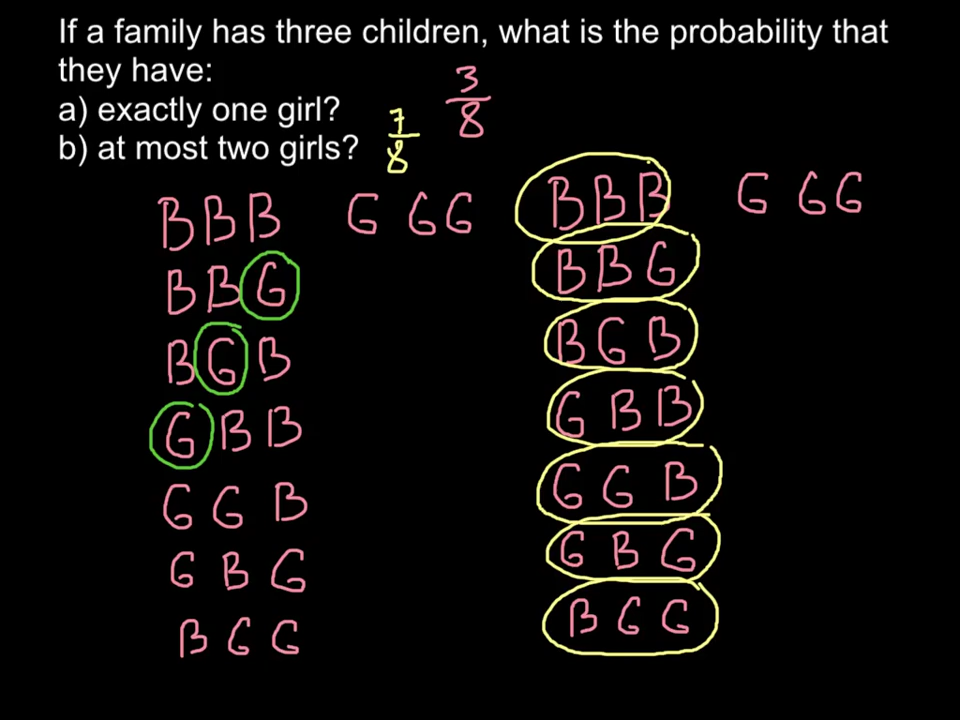 If a family has three children, what is the probability that
they have:
a) exactly one girl? 3/8
b) at most two girls? 7/8
BBB GGG BBB GGG
BBG BBG
BGB BGB
GBB GBB
GGB GGB
GBG GBG
BGG BGG